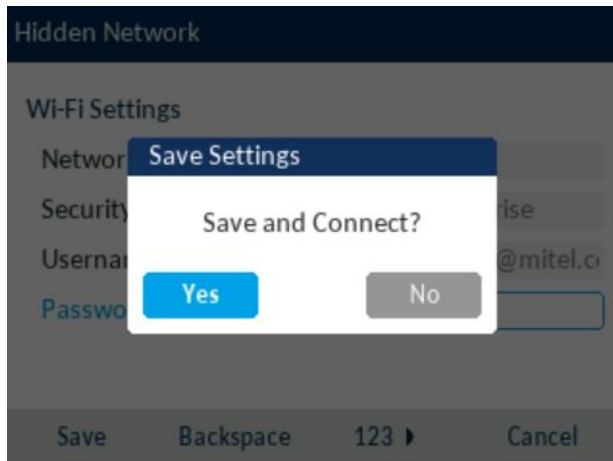 Hidden Network
Wi-Fi Settings
Networ
Save Settings
Security
Save and Connect?
rise
Usernar
@mitel.c
Yes
No
Passwo
Save Backspace 123 Cancel